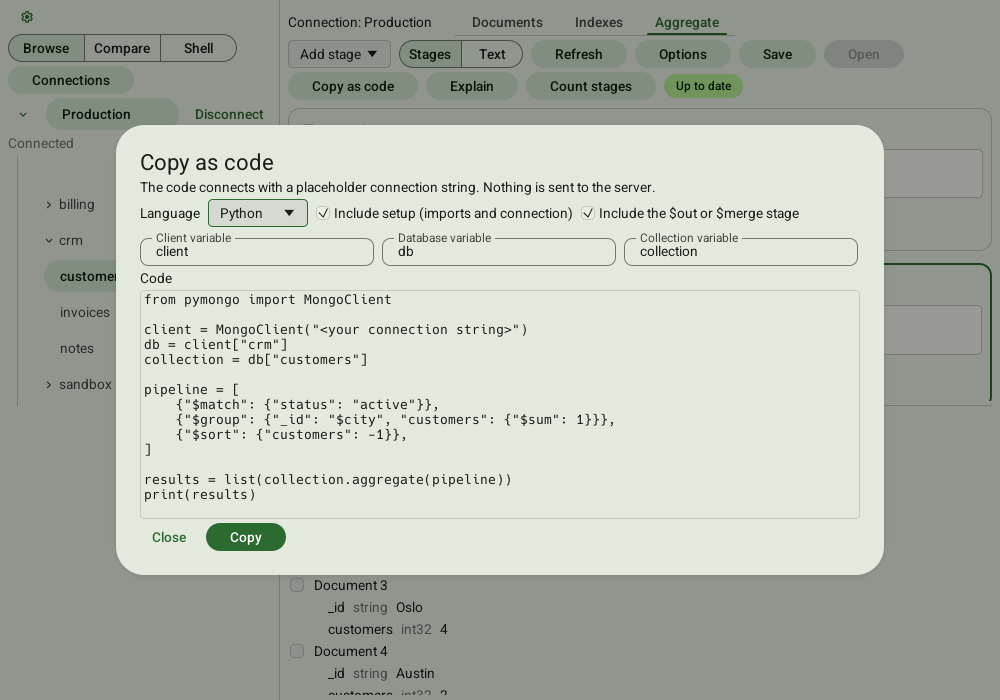 Browse Compare Shell
Connections
Production Disconnect
Connected
billing
crm
custome
invoices
notes
sandbox
Connection: Production Documents Indexes Aggregate
Add stage Stages Text Refresh Options Save Open
Copy as code Explain Count stages Up to date
Copy as code
The code connects with a placeholder connection string. Nothing is sent to the server.
Language Python Include setup (imports and connection) Include the $out or $merge stage
Client variable Database variable Collection variable
client db collection
Code
from pymongo import MongoClient
client = MongoClient("<your connection string>")
db = client["crm"]
collection = db["customers"]
pipeline = [
    {"$match": {"status": "active"}},
    {"$group": {"_id": "$city", "customers": {"$sum": 1}}},
    {"$sort": {"customers": -1}},
]
results = list(collection.aggregate(pipeline))
print(results)
Close Copy
Document 3
_id string Oslo
customers int32 4
Document 4
_id string Austin
customers int32